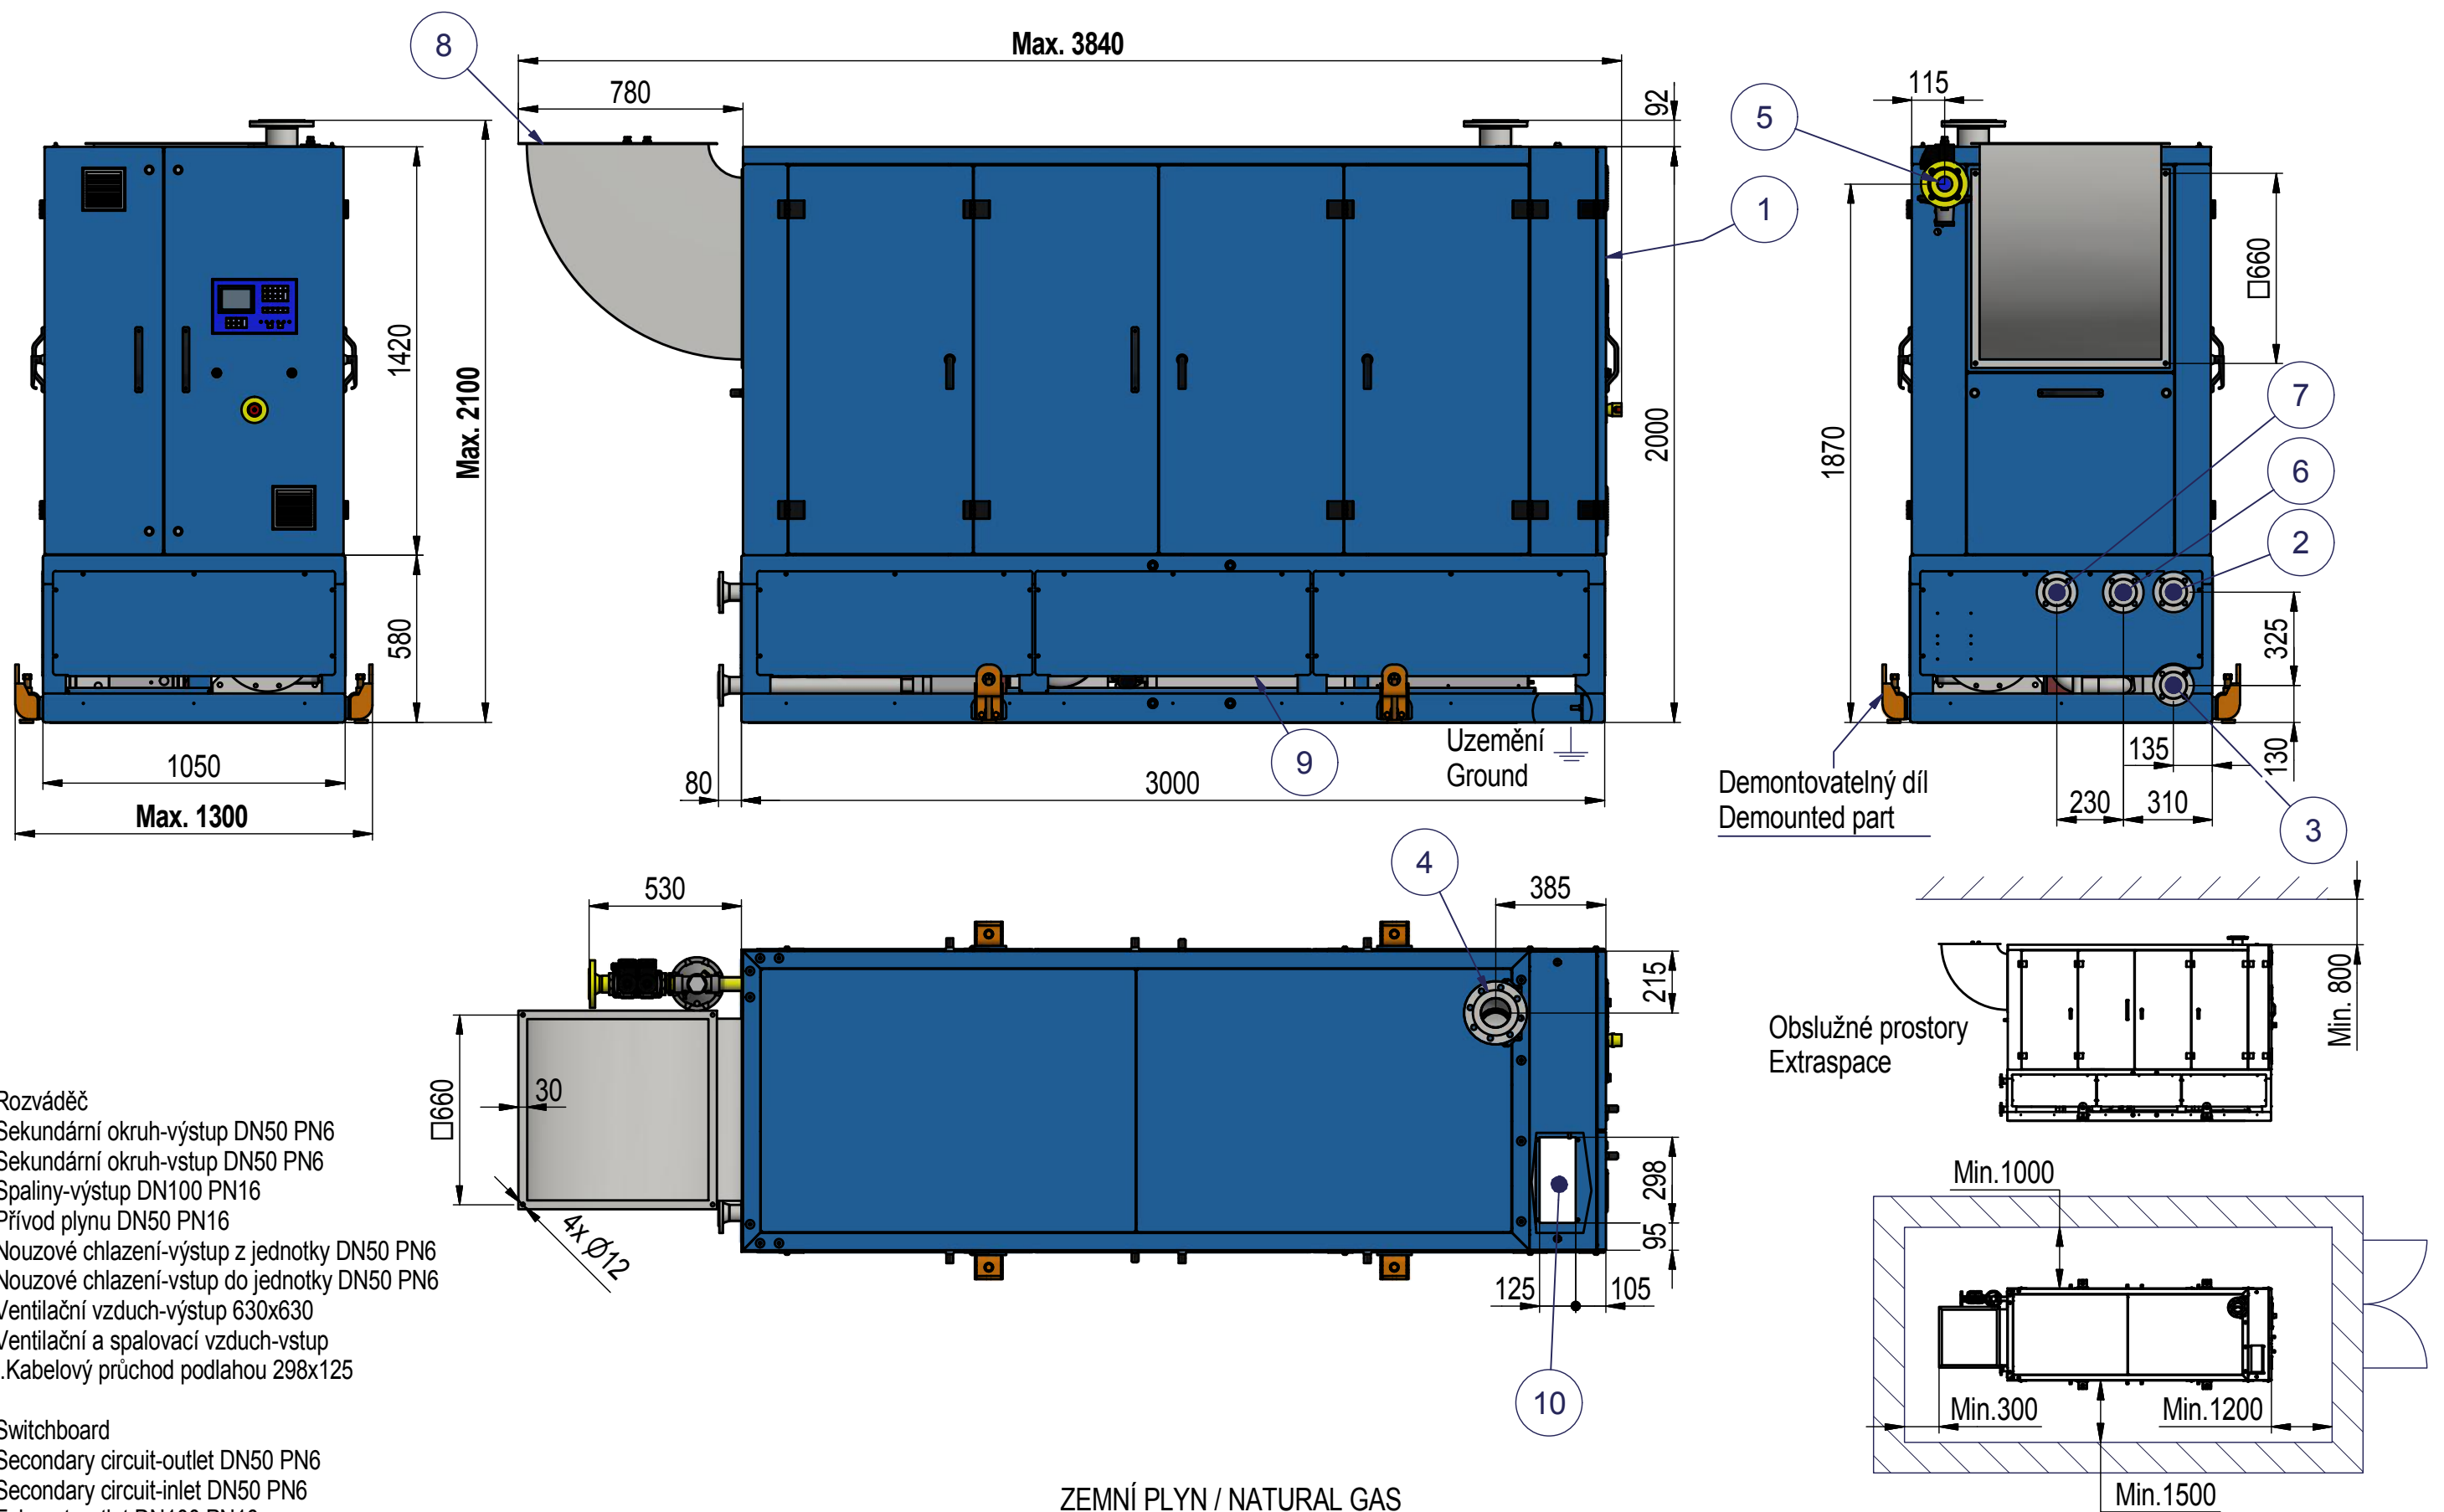 8
Max. 3840
780
92
5
115
1
□660
1420
Max. 2100
2000
1870
7
6
2
580
325
1050
Max. 1300
80
3000
9
Uzemění
Ground
Demontovatelný díl
Demounted part
135
130
230
310
3
4
530
385
215
□660
30
4x Ø12
298
95
125
105
10
Obslužné prostory
Extraspace
Min. 800
Min.1000
Min.300
Min.1200
Min.1500
Rozváděč
Sekundární okruh-výstup DN50 PN6
Sekundární okruh-vstup DN50 PN6
Spaliny-výstup DN100 PN16
Přívod plynu DN50 PN16
Nouzové chlazení-výstup z jednotky DN50 PN6
Nouzové chlazení-vstup do jednotky DN50 PN6
Ventilační vzduch-výstup 630x630
Ventilační a spalovací vzduch-vstup
.Kabelový průchod podlahou 298x125
Switchboard
Secondary circuit-outlet DN50 PN6
Secondary circuit-inlet DN50 PN6
ZEMNÍ PLYN / NATURAL GAS